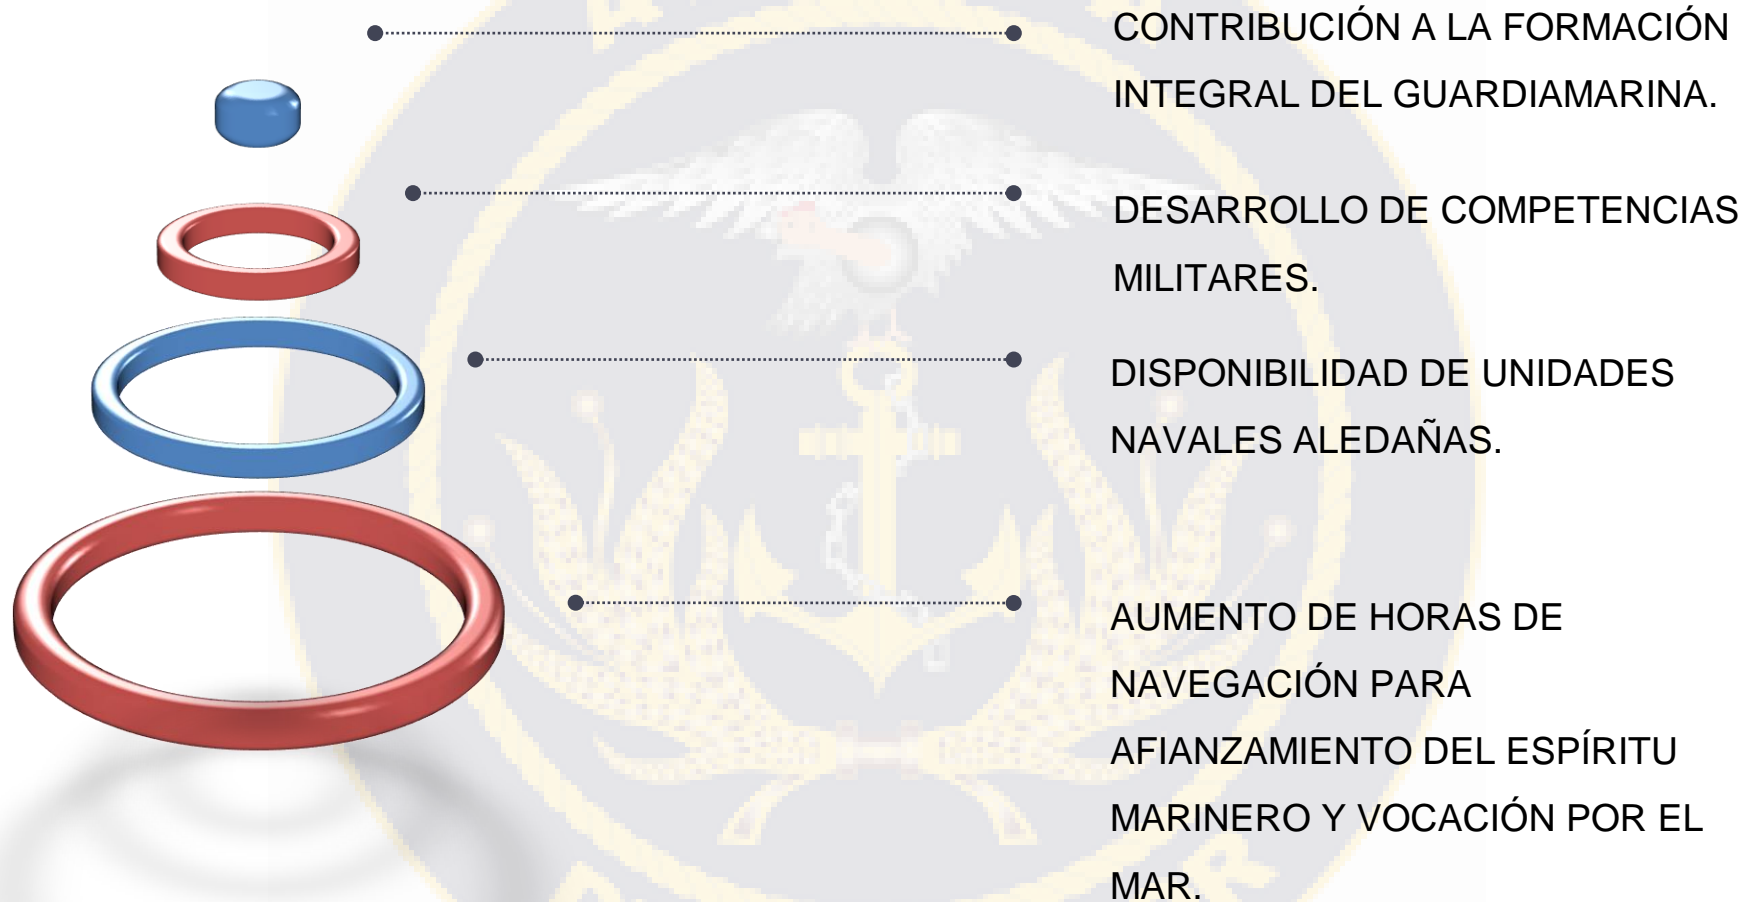 CONTRIBUCIÓN A LA FORMACIÓN
INTEGRAL DEL GUARDIAMARINA.
DESARROLLO DE COMPETENCIAS
MILITARES.
DISPONIBILIDAD DE UNIDADES
NAVALES ALEDAÑAS.
AUMENTO DE HORAS DE
NAVEGACIÓN PARA
AFIANZAMIENTO DEL ESPÍRITU
MARINERO Y VOCACIÓN POR EL
MAR.